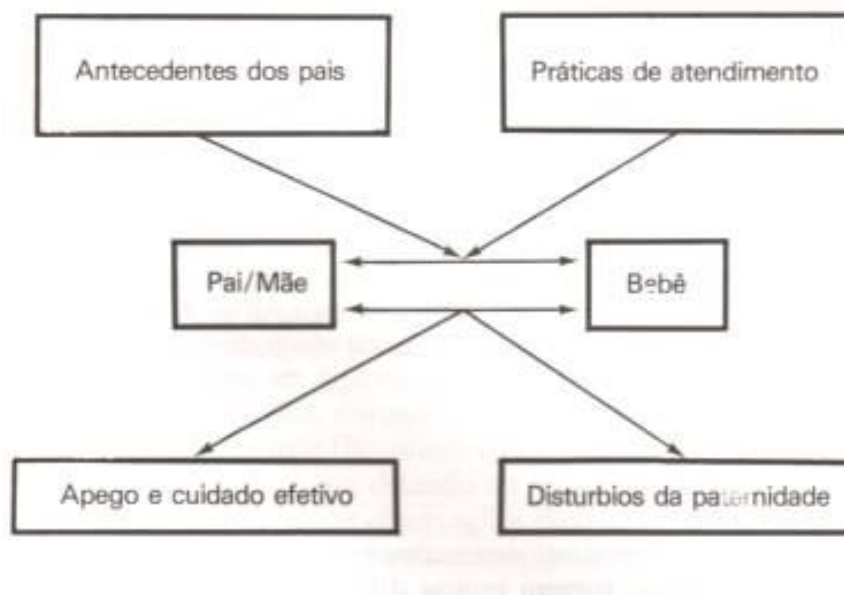 Antecedentes dos pais
Práticas de atendimento
Pai/Mãe
Bebê
Apego e cuidado efetivo
Disturbios da paternidade